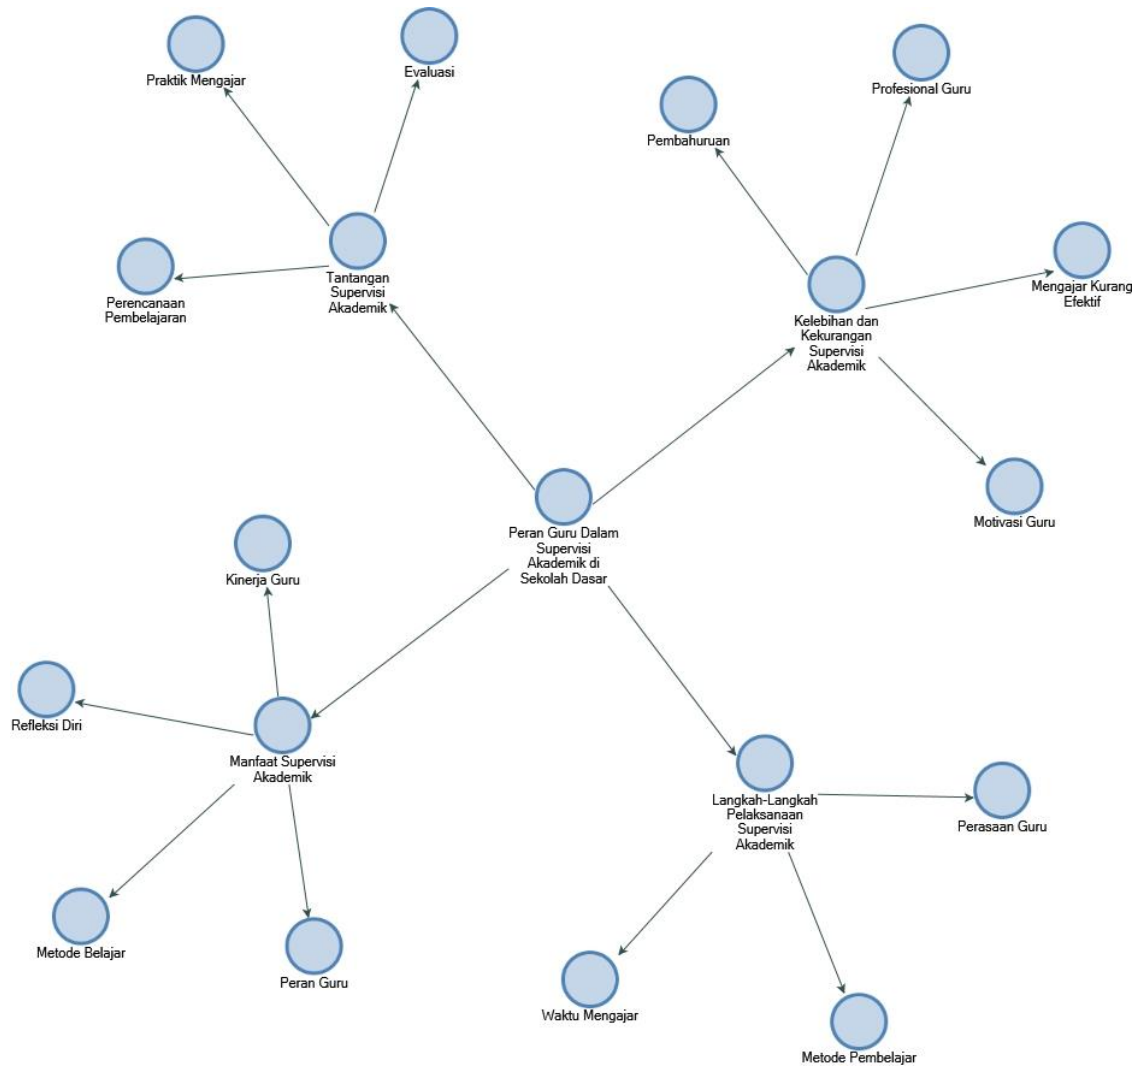 Praktik Mengajar
Evaluasi
Perencanaan
Pembelajaran
Tantangan
Supervisi
Akademik
Profesional Guru
Pembahuruan
Mengajar Kurang
Efektif
Kelebihan dan
Kekurangan
Supervisi
Akademik
Motivasi Guru
Peran Guru Dalam
Supervisi
Akademik di
Sekolah Dasar
Kinerja Guru
Refleksi Diri
Manfaat Supervisi
Akademik
Metode Belajar
Peran Guru
Langkah-Langkah
Pelaksanaan
Supervisi
Akademik
Perasaan Guru
Waktu Mengajar
Metode Pembelajar